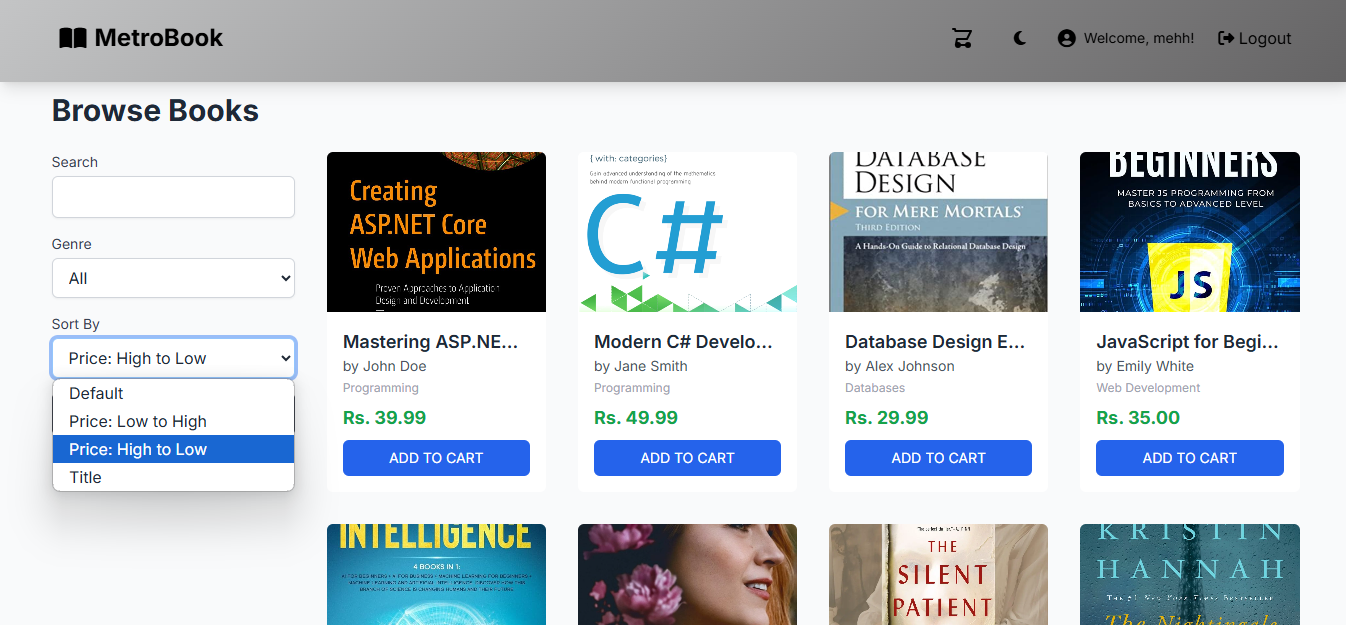 MetroBook
Welcome, mehh!
Logout
Browse Books
Search
Genre
All
Sort By
Price: High to Low
Default
Price: Low to High
Price: High to Low
Title
Creating
ASP.NET Core
Web Applications
Proven Approaches to Application
Design and Development
Mastering ASP.NE...
by John Doe
Programming
Rs. 39.99
ADD TO CART
{ with: categories}
Gain advanced understanding of the mathematics
behind modern functional programming
C#
Modern C# Develo...
by Jane Smith
Programming
Rs. 49.99
ADD TO CART
DATABASE
DESIGN
FOR MERE MORTALS
THIRD EDITION
A Hands-On Guide to Relational Database Design
Database Design E...
by Alex Johnson
Databases
Rs. 29.99
ADD TO CART
BEGINNERS
MASTER JS PROGRAMMING FROM
BASICS TO ADVANCED LEVEL
JS
JavaScript for Begi...
by Emily White
Web Development
Rs. 35.00
ADD TO CART
INTELLIGENCE
4 BOOKS IN 1:
THE
SILENT
PATIENT
KRISTIN
HANNAH
The Nightingale